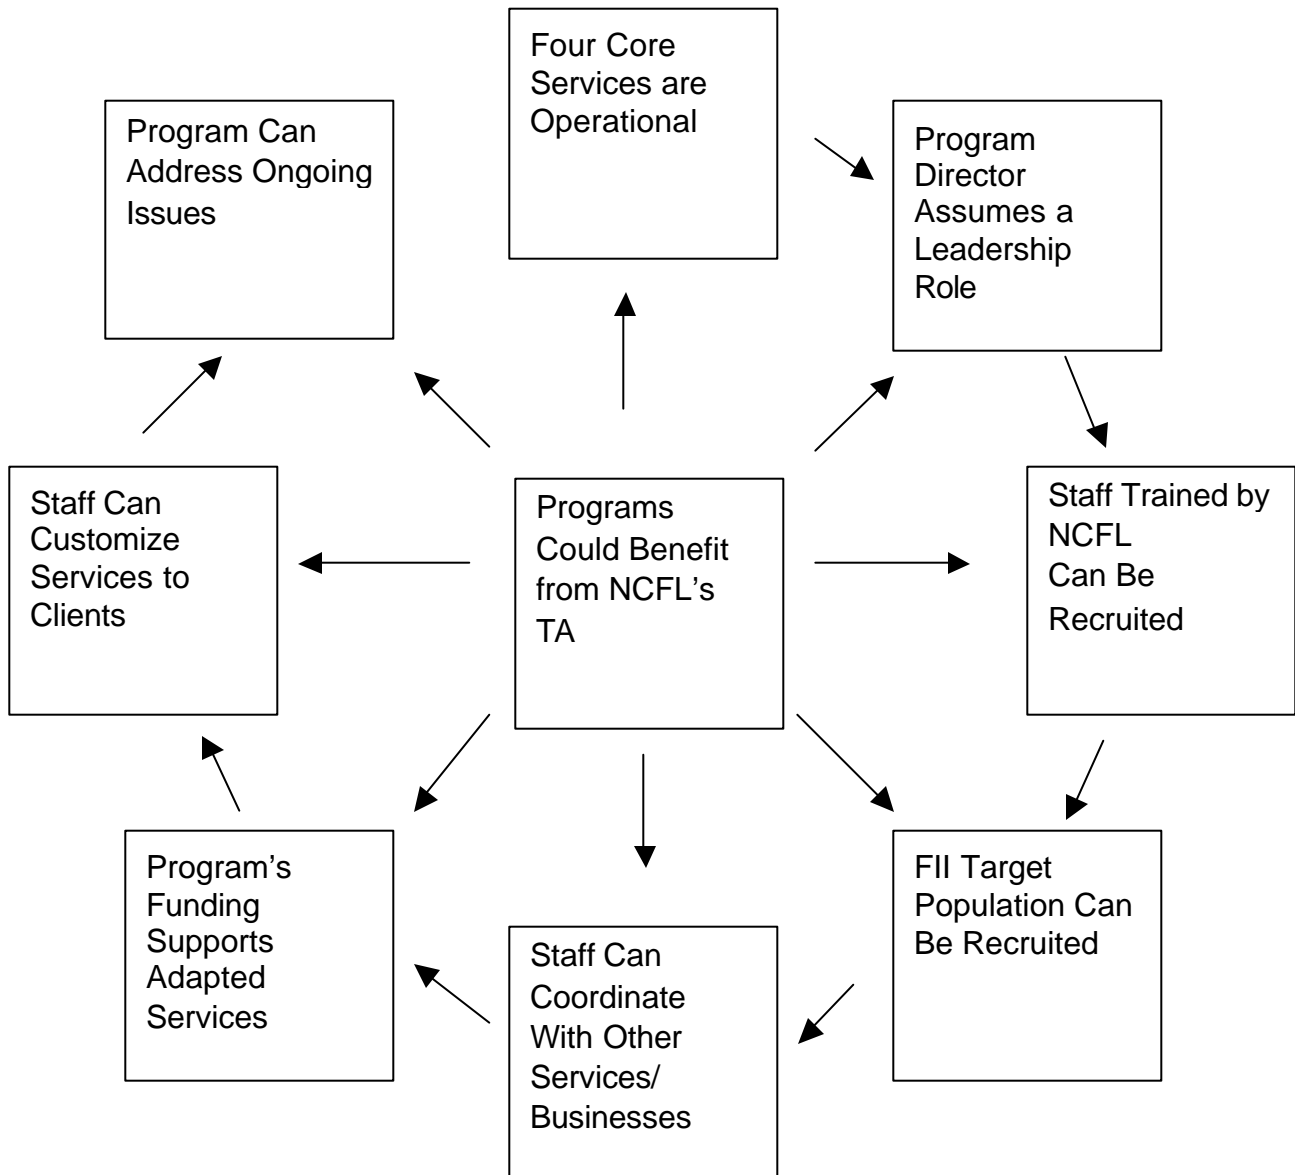 Four Core
Services are
Operational
Program Can
Address Ongoing
Issues
Program
Director
Assumes a
Leadership
Role
Staff Can
Customize
Services to
Clients
Programs
Could Benefit
from NCFL’s
TA
Staff Trained by
NCFL
Can Be
Recruited
Program’s
Funding
Supports
Adapted
Services
Staff Can
Coordinate
With Other
Services/
Businesses
FII Target
Population Can
Be Recruited